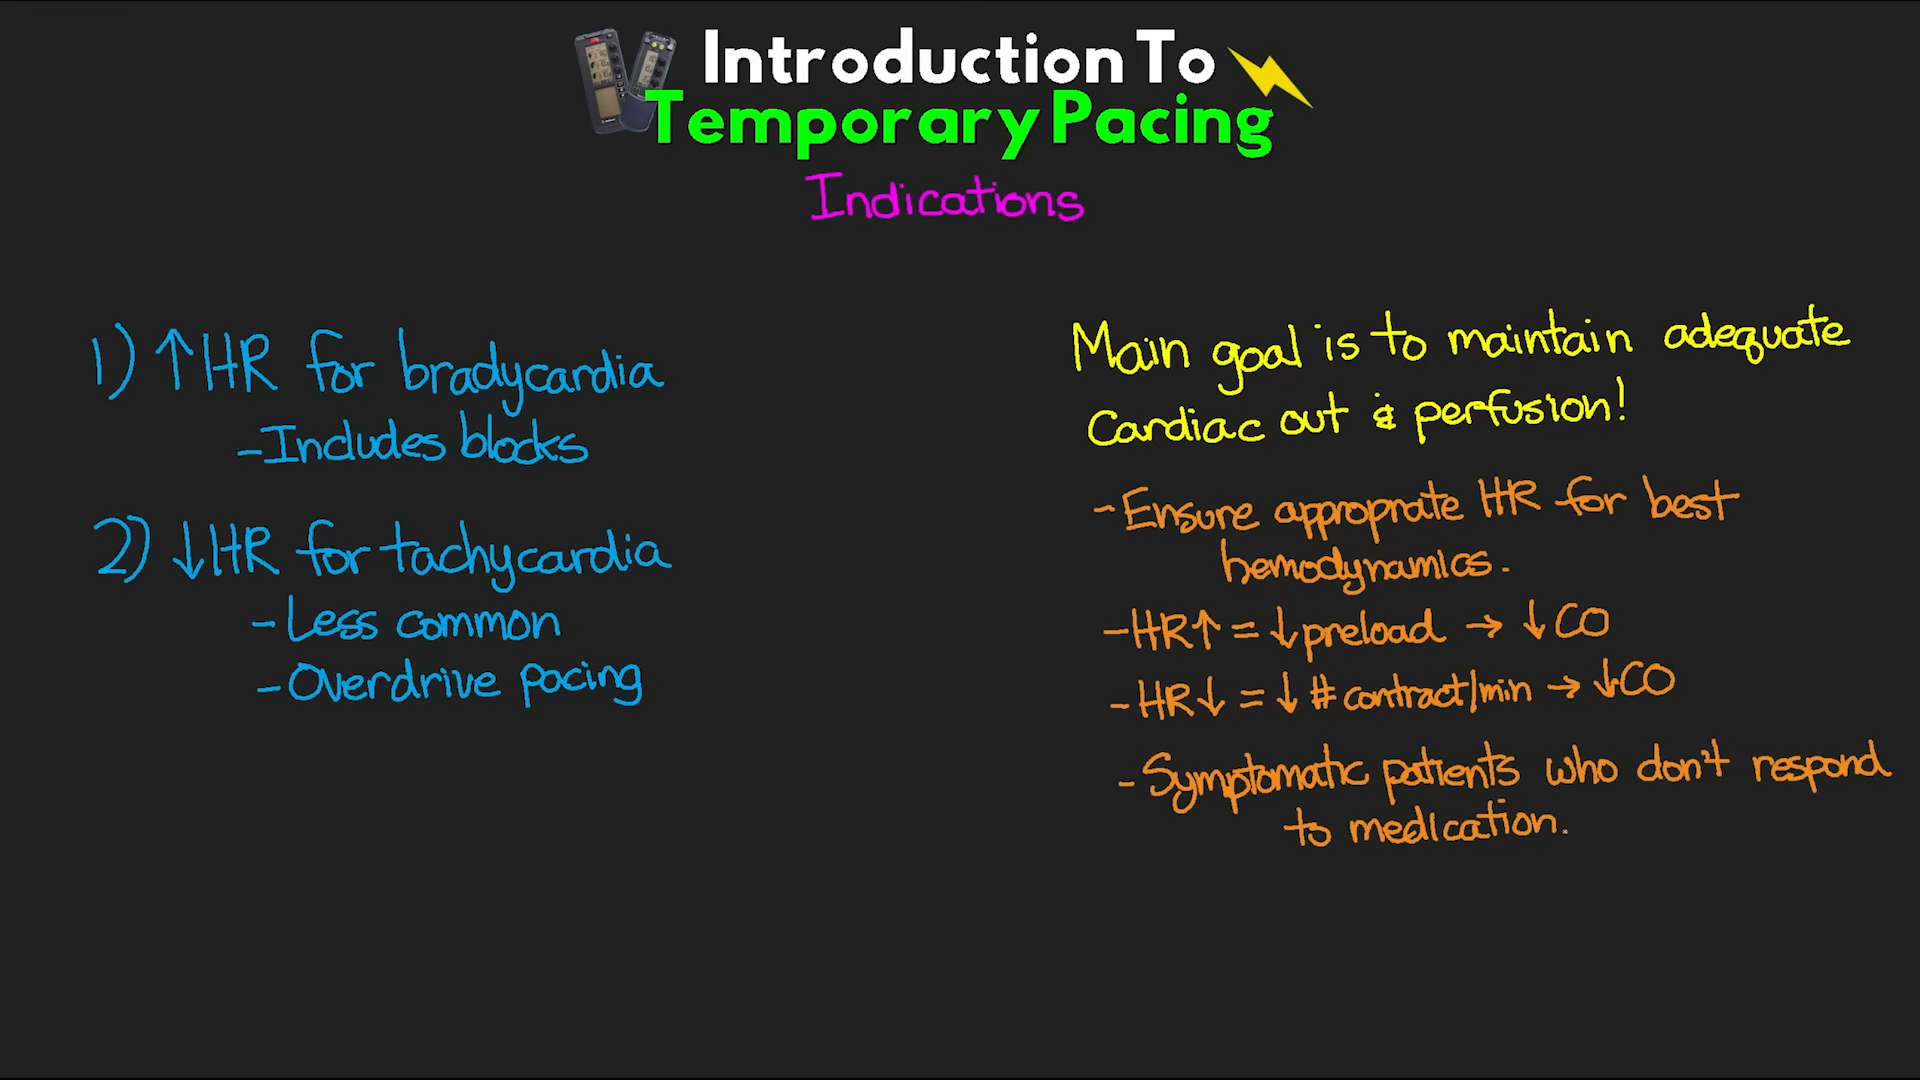 Introduction To
Temporary Pacing
Indications
1) ↑HR for bradycardia
-Includes blocks
2) ↓HR for tachycardia
-Less common
-Overdrive pacing
Main goal is to maintain adequate
Cardiac out & perfusion!
-Ensure approprate HR for best
hemodynamics.
-HR↑ = ↓preload → ↓CO
-HR↓ = ↓ # contract/min → ↓CO
-Symptomatic patients who don't respond
to medication.